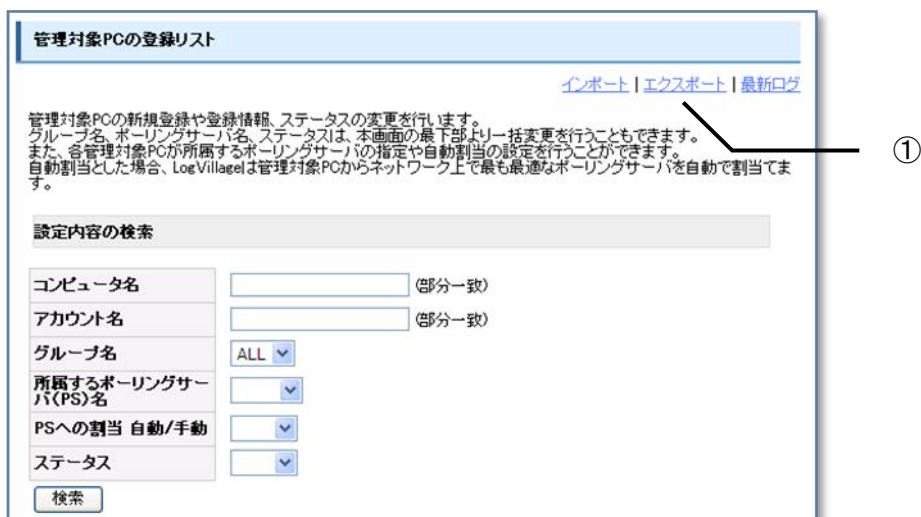 管理対象PCの登録リスト
インポート | エクスポート | 最新ログ
①
管理対象PCの新規登録や登録情報、ステータスの変更を行います。
グループ名、ポーリングサーバ名、ステータスは、本画面の最下部より一括変更を行うこともできます。
また、各管理対象PCが所属するポーリングサーバの指定や自動割当の設定を行うことができます。
自動割当とした場合、LogVillageは管理対象PCからネットワーク上で最も最適なポーリングサーバを自動で割当てま
す。
設定内容の検索
コンピュータ名 (部分一致)
アカウント名 (部分一致)
グループ名 ALL
所属するポーリングサー
バ(PS)名
PSへの割当 自動/手動
ステータス
検索